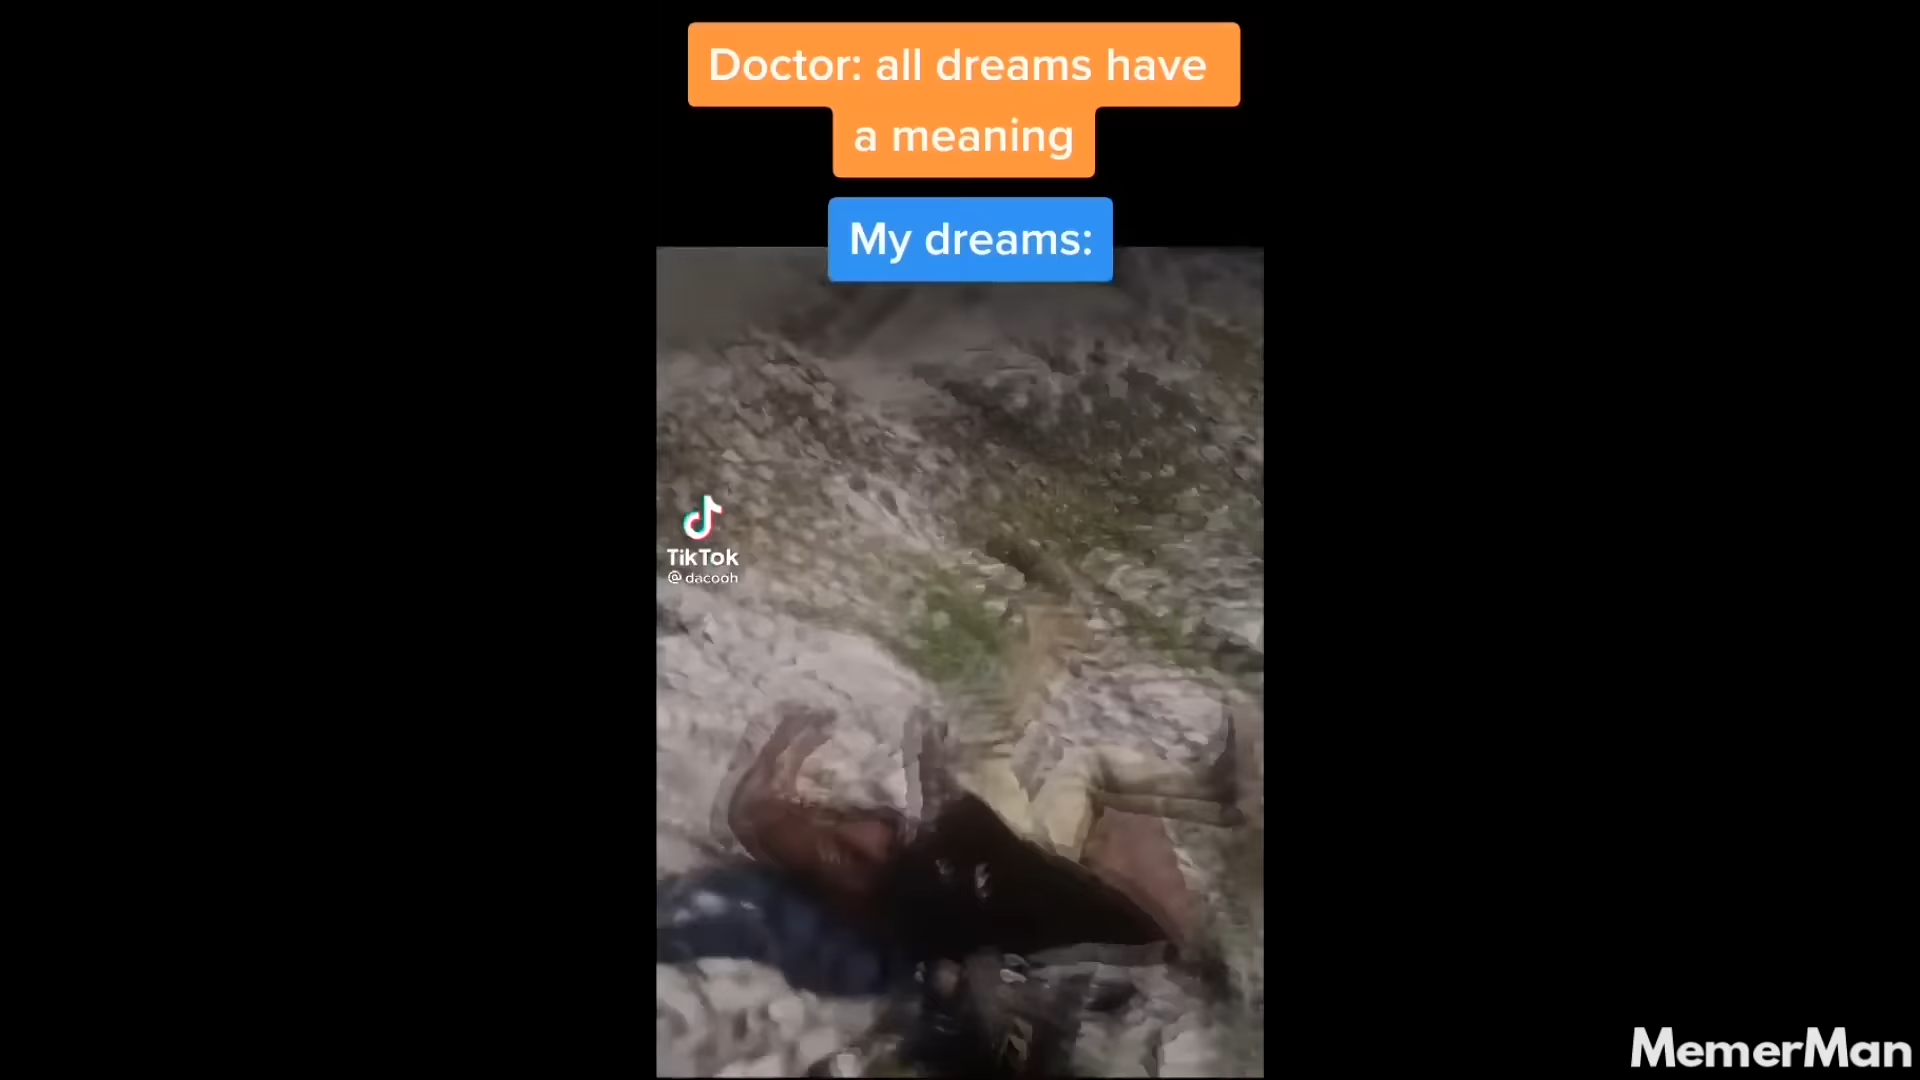 Doctor: all dreams have
a meaning
My dreams:
TikTok
@dacooh
MemerMan